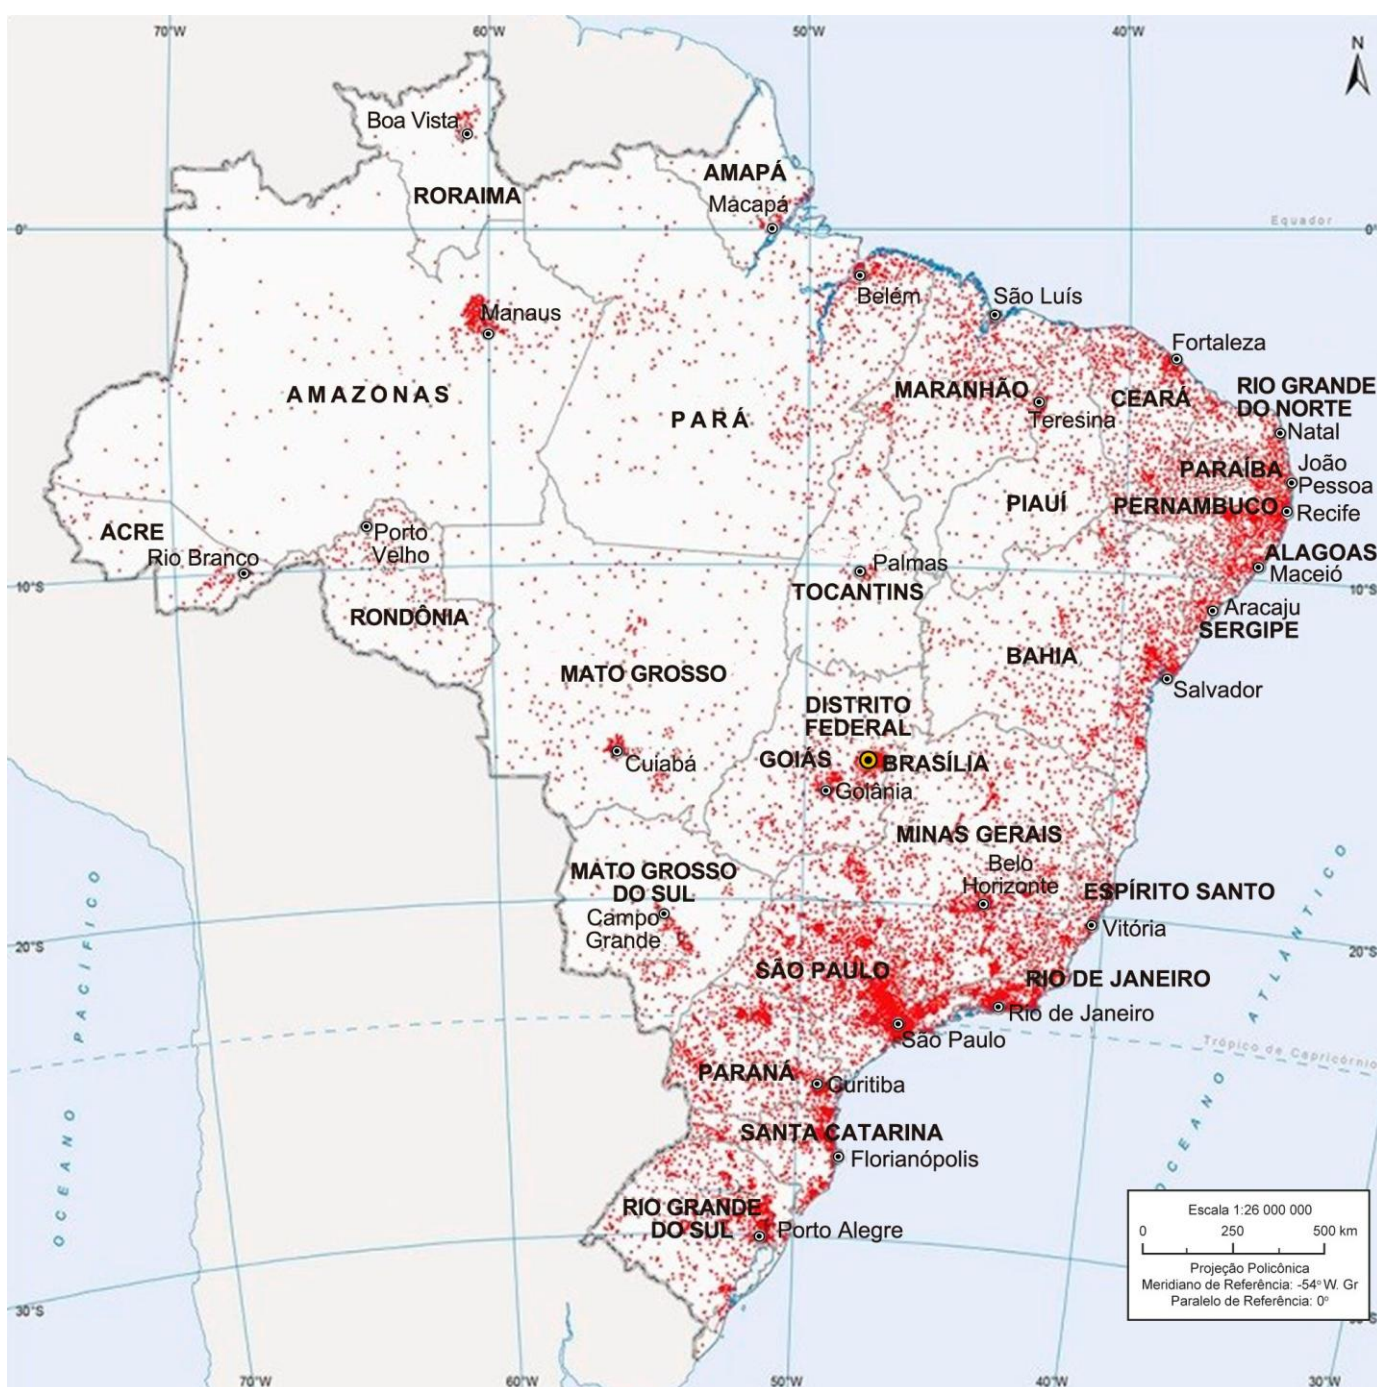 70°W
60°W
50°W
40°W
N
Boa Vista
RORAIMA
AMAPÁ
Macapá
Equador
0°
0°
Belém
São Luís
Manaus
Fortaleza
AMAZONAS
PARÁ
MARANHÃO
Teresina
CEARÁ
RIO GRANDE
DO NORTE
Natal
PARAÍBA
João
Pessoa
PIAUÍ
PERNAMBUCO
Recife
ACRE
Rio Branco
Porto
Velho
Palmas
ALAGOAS
Maceió
10°S
10°S
TOCANTINS
RONDÔNIA
Aracaju
SERGIPE
MATO GROSSO
BAHIA
Salvador
DISTRITO
FEDERAL
Cuiabá
GOIÁS
BRASÍLIA
Goiânia
MINAS GERAIS
MATO GROSSO
DO SUL
Belo
Horizonte
ESPÍRITO SANTO
Campo
Grande
Vitória
20°S
20°S
SÃO PAULO
RIO DE JANEIRO
Rio de Janeiro
São Paulo
Trópico de Capricórnio
PARANÁ
Curitiba
SANTA CATARINA
Florianópolis
RIO GRANDE
DO SUL
Porto Alegre
OCEANO PACÍFICO
OCEANO ATLÂNTICO
Escala 1:26 000 000
0 250 500 km
Projeção Policônica
Meridiano de Referência: -54° W. Gr
Paralelo de Referência: 0°
30°S
70°W
60°W
50°W
40°W
30°W